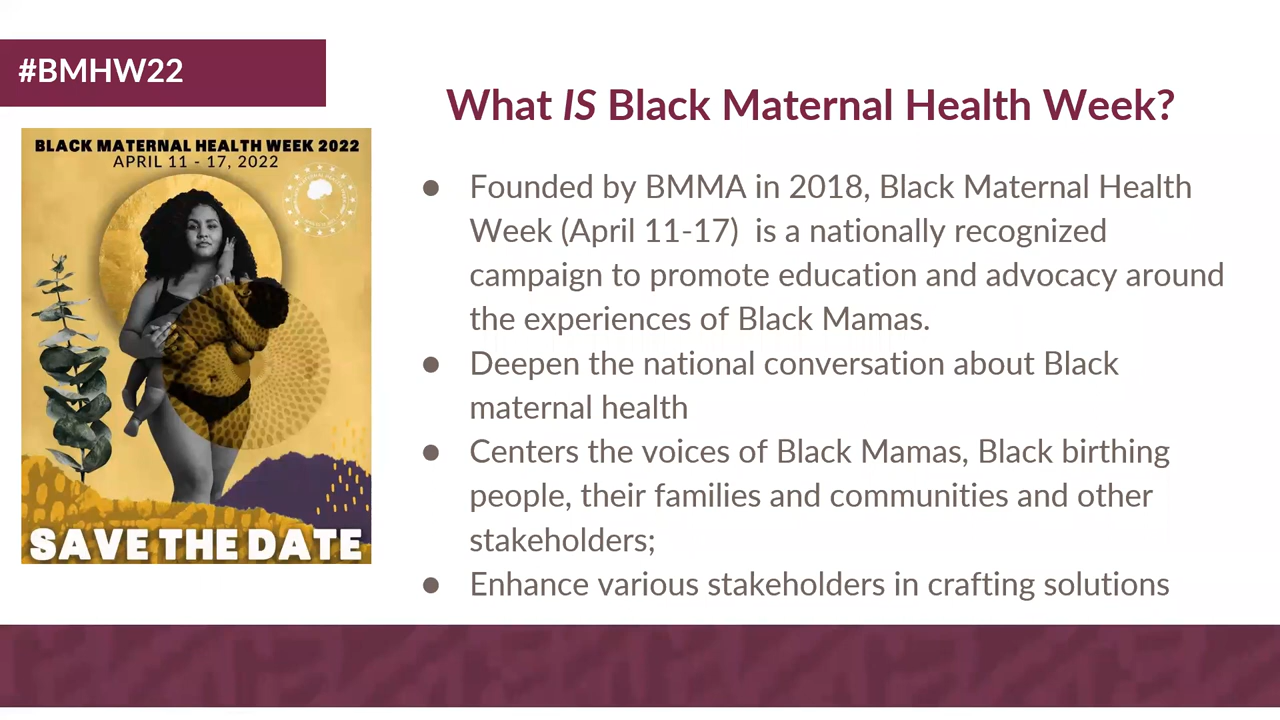 #BMHW22
BLACK MATERNAL HEALTH WEEK 2022
APRIL 11 - 17, 2022
SAVE THE DATE
What IS Black Maternal Health Week?
● Founded by BMMA in 2018, Black Maternal Health
Week (April 11-17)  is a nationally recognized
campaign to promote education and advocacy around
the experiences of Black Mamas.
● Deepen the national conversation about Black
maternal health
● Centers the voices of Black Mamas, Black birthing
people, their families and communities and other
stakeholders;
● Enhance various stakeholders in crafting solutions